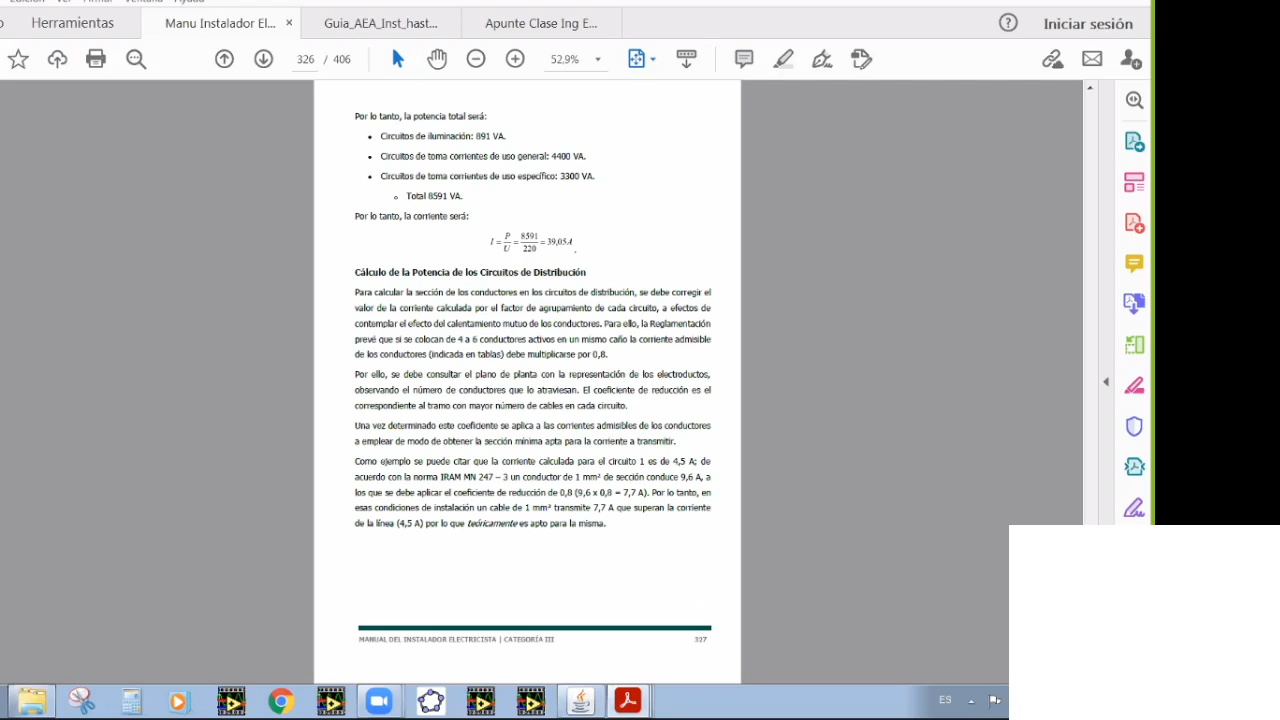 Edición Ver Firmar Ventana Ayuda
Herramientas Manu Instalador El... × Guia_AEA_Inst_hast... Apunte Clase Ing E... Iniciar sesión
326 / 406 52,9%
Por lo tanto, la potencia total será:
• Circuitos de iluminación: 891 VA.
• Circuitos de toma corrientes de uso general: 4400 VA.
• Circuitos de toma corrientes de uso específico: 3300 VA.
o Total 8591 VA.
Por lo tanto, la corriente será:
I = P/U = 8591/220 = 39,05A.
Cálculo de la Potencia de los Circuitos de Distribución
Para calcular la sección de los conductores en los circuitos de distribución, se debe corregir el
valor de la corriente calculada por el factor de agrupamiento de cada circuito, a efectos de
contemplar el efecto del calentamiento mutuo de los conductores. Para ello, la Reglamentación
prevé que si se colocan de 4 a 6 conductores activos en un mismo caño la corriente admisible
de los conductores (indicada en tablas) debe multiplicarse por 0,8.
Por ello, se debe consultar el plano de planta con la representación de los electroductos,
observando el número de conductores que lo atraviesan. El coeficiente de reducción es el
correspondiente al tramo con mayor número de cables en cada circuito.
Una vez determinado este coeficiente se aplica a las corrientes admisibles de los conductores
a emplear de modo de obtener la sección mínima apta para la corriente a transmitir.
Como ejemplo se puede citar que la corriente calculada para el circuito 1 es de 4,5 A; de
acuerdo con la norma IRAM MN 247 – 3 un conductor de 1 mm² de sección conduce 9,6 A, a
los que se debe aplicar el coeficiente de reducción de 0,8 (9,6 x 0,8 = 7,7 A). Por lo tanto, en
esas condiciones de instalación un cable de 1 mm² transmite 7,7 A que superan la corriente
de la línea (4,5 A) por lo que teóricamente es apto para la misma.
MANUAL DEL INSTALADOR ELECTRICISTA | CATEGORÍA III 327
ES